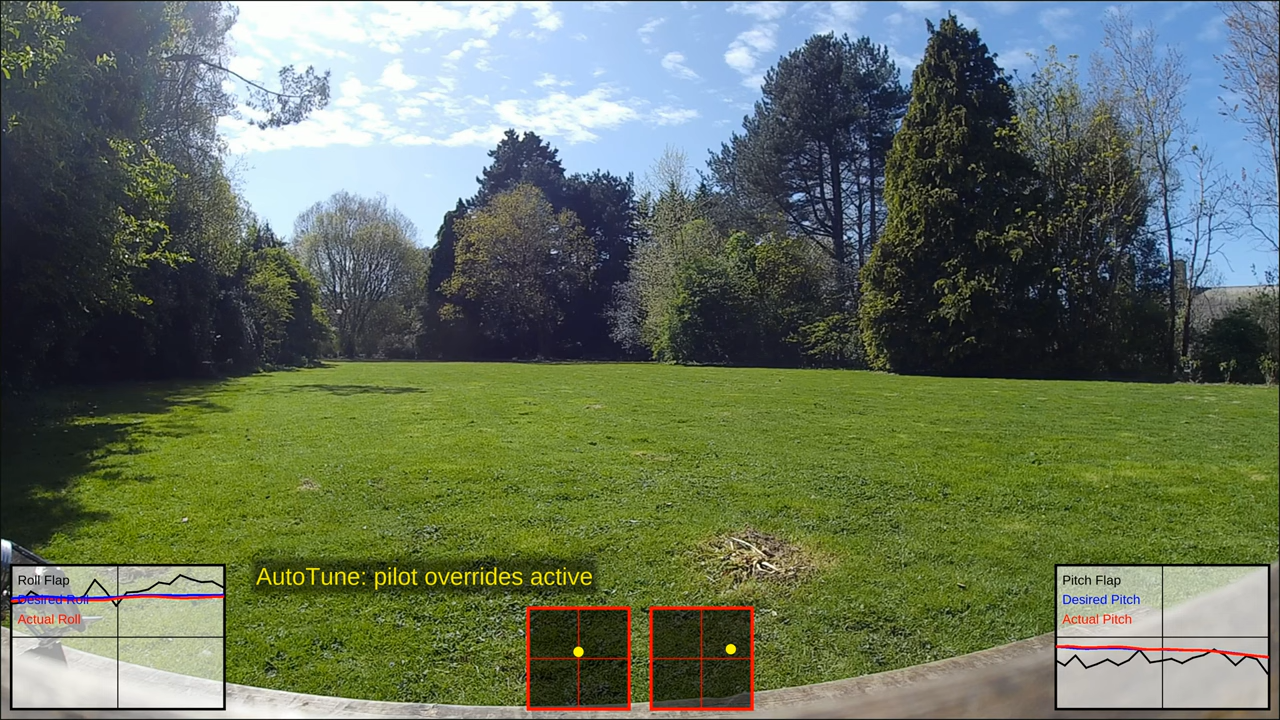 Roll Flap
Desired Roll
Actual Roll
AutoTune: pilot overrides active
Pitch Flap
Desired Pitch
Actual Pitch